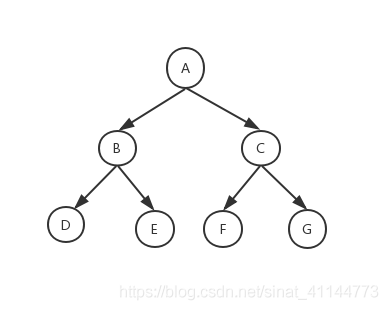 A
B C
D E F G
https://blog.csdn.net/sinat_41144773